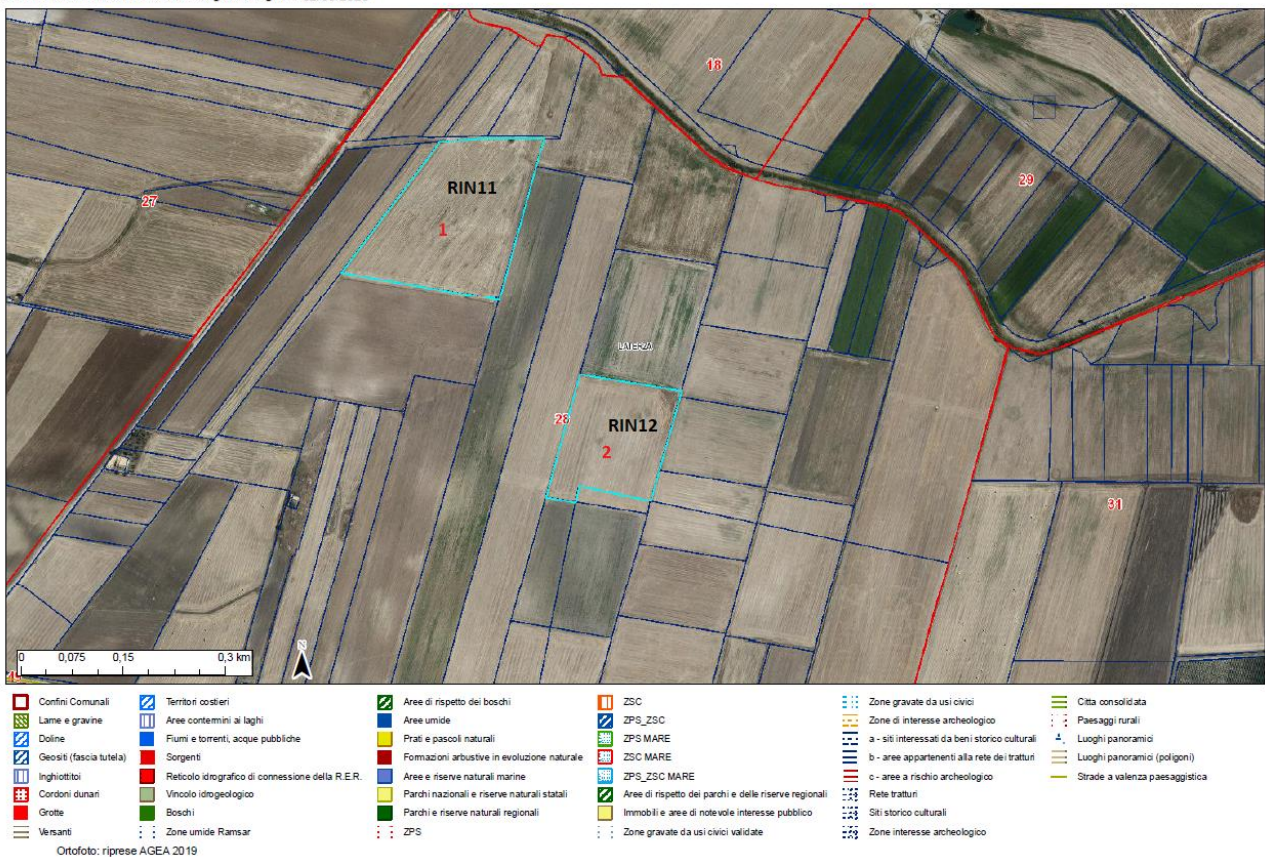 18
27
29
RIN11
1
LATERZA
28
RIN12
2
31
0 0,075 0,15 0,3 km
Confini Comunali
Lame e gravine
Doline
Geositi (fascia tutela)
Inghiottitoi
Cordoni dunari
Grotte
Versanti
Territori costieri
Aree contermini ai laghi
Fiumi e torrenti, acque pubbliche
Sorgenti
Reticolo idrografico di connessione della R.E.R.
Vincolo idrogeologico
Boschi
Zone umide Ramsar
Aree di rispetto dei boschi
Aree umide
Prati e pascoli naturali
Formazioni arbustive in evoluzione naturale
Aree e riserve naturali marine
Parchi nazionali e riserve naturali statali
Parchi e riserve naturali regionali
ZPS
ZSC
ZPS_ZSC
ZPS MARE
ZSC MARE
ZPS_ZSC MARE
Aree di rispetto dei parchi e delle riserve regionali
Immobili e aree di notevole interesse pubblico
Zone gravate da usi civici validate
Zone gravate da usi civici
Zone di interesse archeologico
a - siti interessati da beni storico culturali
b - aree appartenenti alla rete dei tratturi
c - aree a rischio archeologico
Rete tratturi
Siti storico culturali
Zone interesse archeologico
Citta consolidata
Paesaggi rurali
Luoghi panoramici
Luoghi panoramici (poligoni)
Strade a valenza paesaggistica
Ortofoto: riprese AGEA 2019